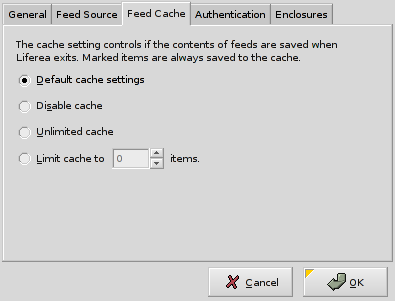 General Feed Source Feed Cache Authentication Enclosures
The cache setting controls if the contents of feeds are saved when
Liferea exits. Marked items are always saved to the cache.
Default cache settings
Disable cache
Unlimited cache
Limit cache to 0 items.
Cancel OK